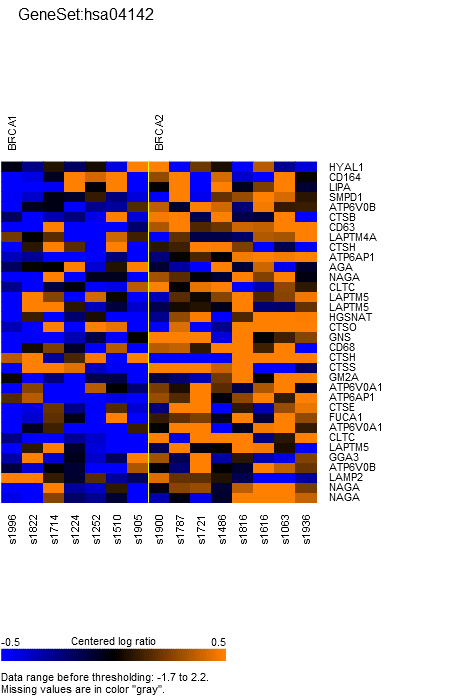 GeneSet:hsa04142
BRCA1
BRCA2
HYAL1
CD164
LIPA
SMPD1
ATP6V0B
CTSB
CD63
LAPTM4A
CTSH
ATP6AP1
AGA
NAGA
CLTC
LAPTM5
LAPTM5
HGSNAT
CTSO
GNS
CD68
CTSH
CTSS
GM2A
ATP6V0A1
ATP6AP1
CTSE
FUCA1
ATP6V0A1
CLTC
LAPTM5
GGA3
ATP6V0B
LAMP2
NAGA
NAGA
s1996
s1822
s1714
s1224
s1252
s1510
s1905
s1900
s1787
s1721
s1486
s1816
s1616
s1063
s1936
-0.5 Centered log ratio 0.5
Data range before thresholding: -1.7 to 2.2.
Missing values are in color "gray".